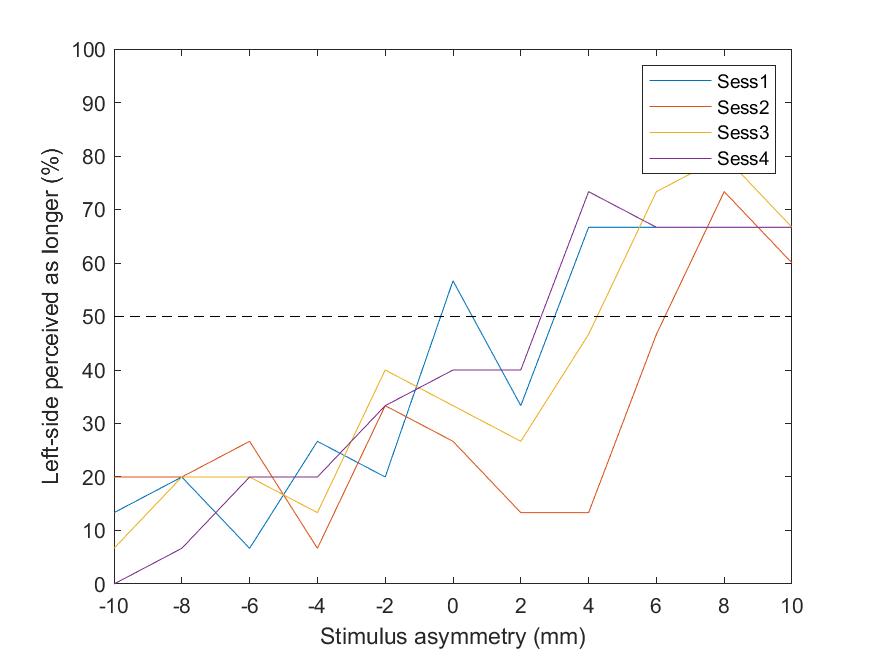 100
90
80
70
60
50
40
30
20
10
0
Left-side perceived as longer (%)
Sess1
Sess2
Sess3
Sess4
-10 -8 -6 -4 -2 0 2 4 6 8 10
Stimulus asymmetry (mm)